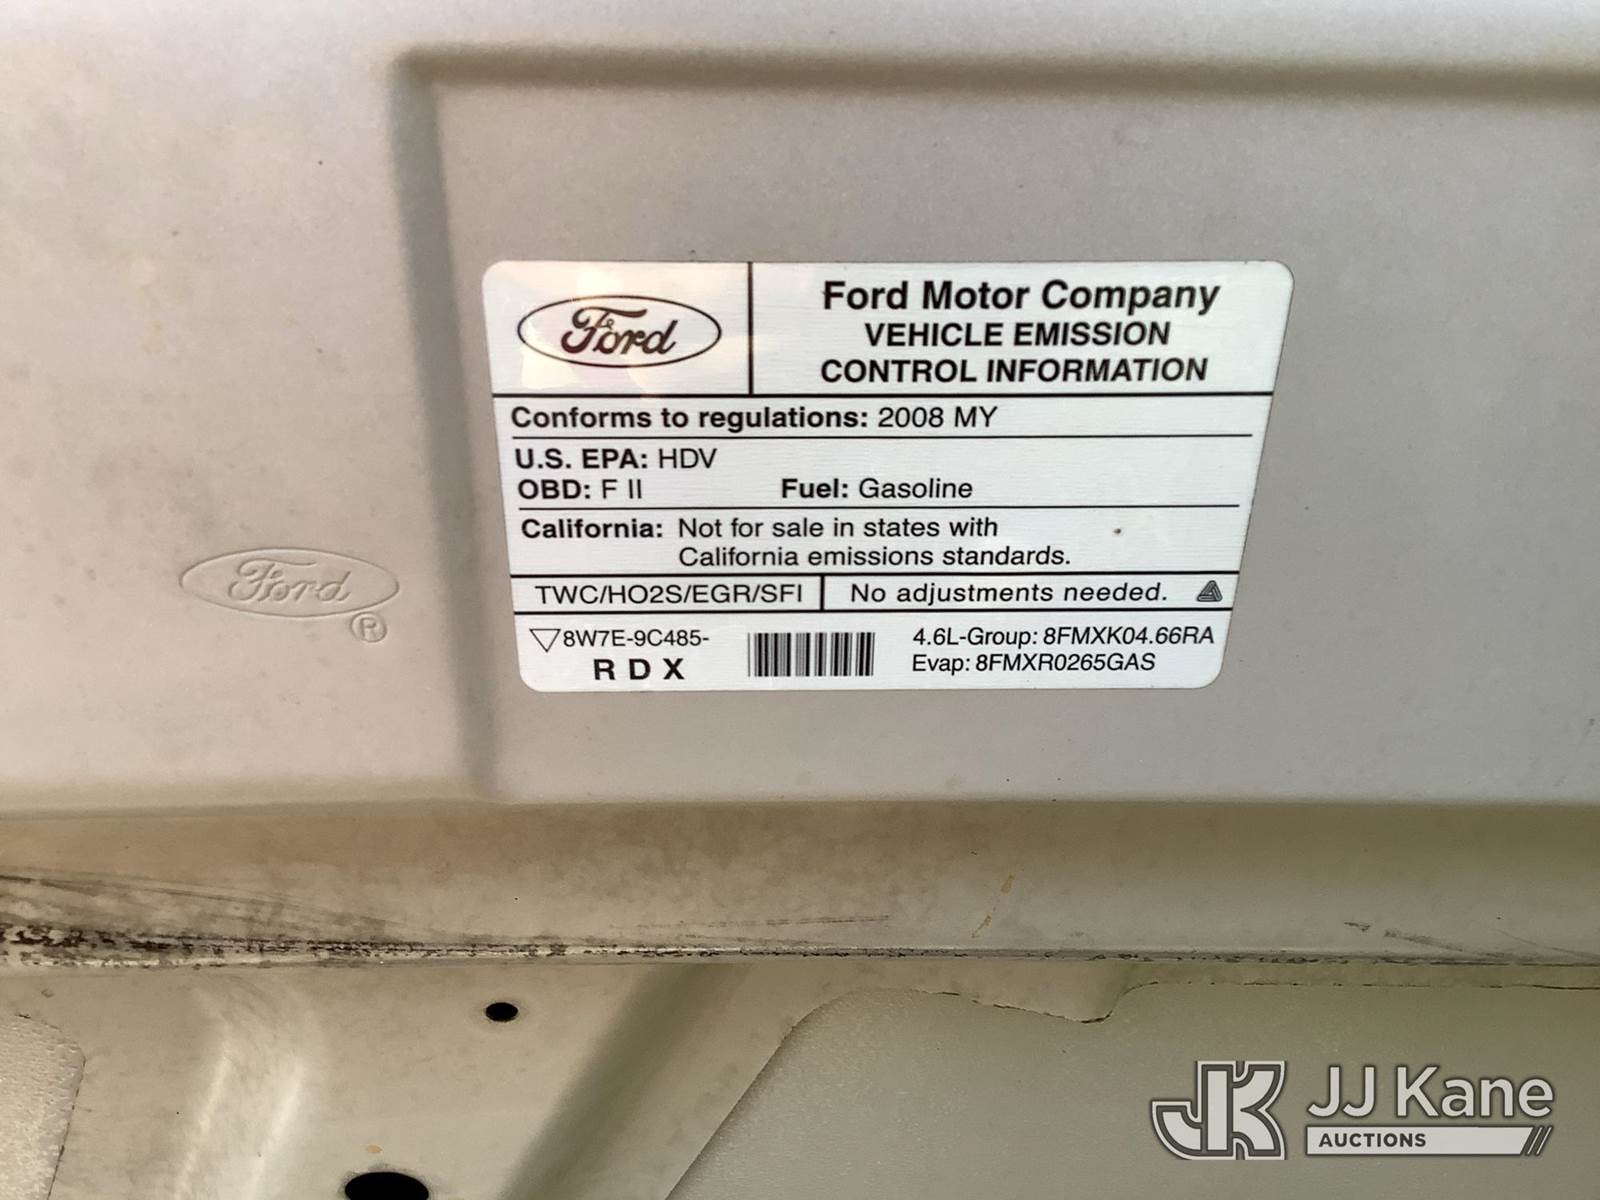 Ford
Ford Motor Company
VEHICLE EMISSION
CONTROL INFORMATION
Conforms to regulations: 2008 MY
U.S. EPA: HDV
OBD: F II Fuel: Gasoline
California: Not for sale in states with
California emissions standards.
TWC/HO2S/EGR/SFI No adjustments needed.
8W7E-9C485-
R D X
4.6L-Group: 8FMXK04.66RA
Evap: 8FMXR0265GAS
Ford
®
JK JJ Kane
AUCTIONS